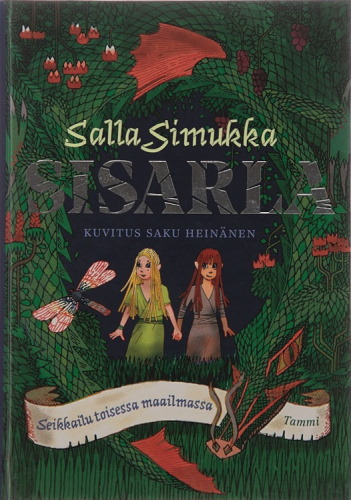 Salla Simukka
SISARLA
KUVITUS SAKU HEINÄNEN
Seikkailu toisessa maailmassa
Tammi